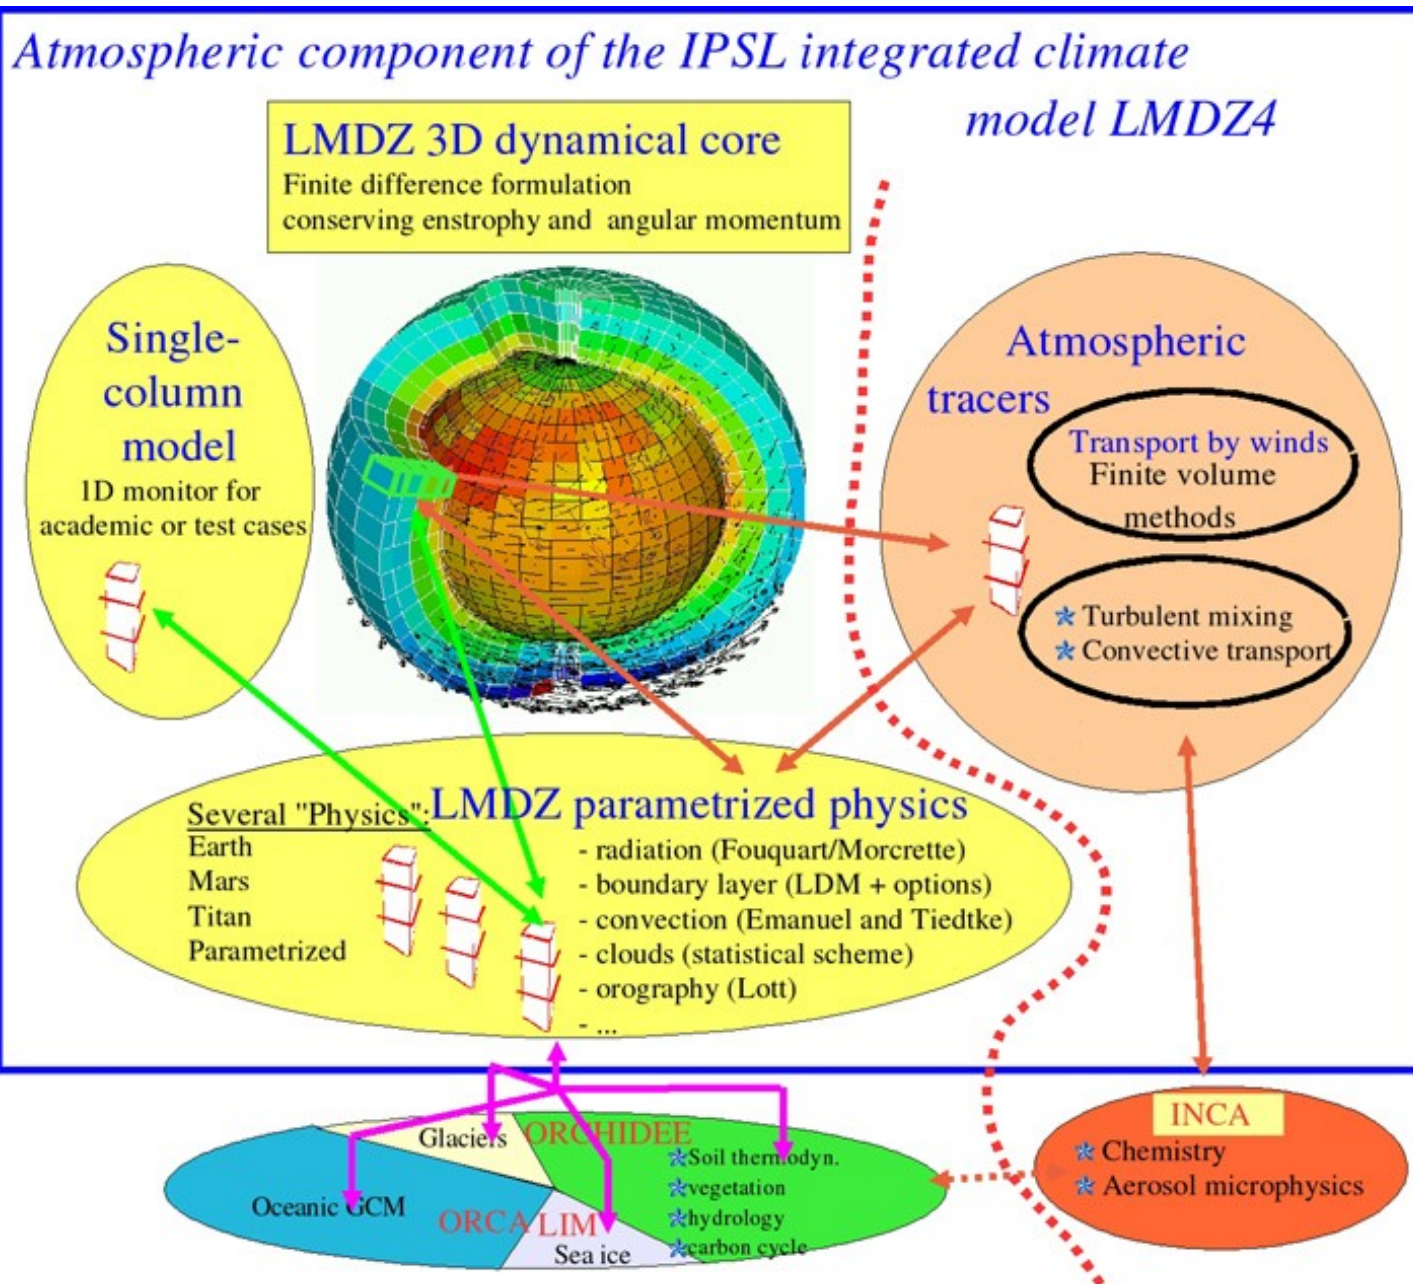 Atmospheric component of the IPSL integrated climate
model LMDZ4
LMDZ 3D dynamical core
Finite difference formulation
conserving enstrophy and angular momentum
Single-
column
model
1D monitor for
academic or test cases
Atmospheric
tracers
Transport by winds
Finite volume
methods
Turbulent mixing
Convective transport
LMDZ parametrized physics
Several "Physics":
Earth
Mars
Titan
Parametrized
- radiation (Fouquart/Morcrette)
- boundary layer (LDM + options)
- convection (Emanuel and Tiedtke)
- clouds (statistical scheme)
- orography (Lott)
- ...
Glaciers
ORCHIDEE
Soil thermodyn.
vegetation
hydrology
carbon cycle
Oceanic GCM
ORCA
LIM
Sea ice
INCA
Chemistry
Aerosol microphysics